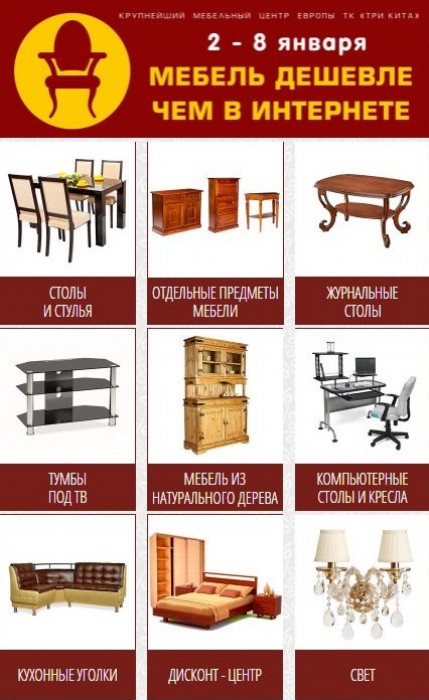 КРУПНЕЙШИЙ МЕБЕЛЬНЫЙ ЦЕНТР ЕВРОПЫ ТК «ТРИ КИТА»
2 - 8 января
МЕБЕЛЬ ДЕШЕВЛЕ
ЧЕМ В ИНТЕРНЕТЕ
СТОЛЫ
И СТУЛЬЯ
ОТДЕЛЬНЫЕ ПРЕДМЕТЫ
МЕБЕЛИ
ЖУРНАЛЬНЫЕ
СТОЛЫ
ТУМБЫ
ПОД ТВ
МЕБЕЛЬ ИЗ
НАТУРАЛЬНОГО ДЕРЕВА
КОМПЬЮТЕРНЫЕ
СТОЛЫ И КРЕСЛА
КУХОННЫЕ УГОЛКИ
ДИСКОНТ - ЦЕНТР
СВЕТ